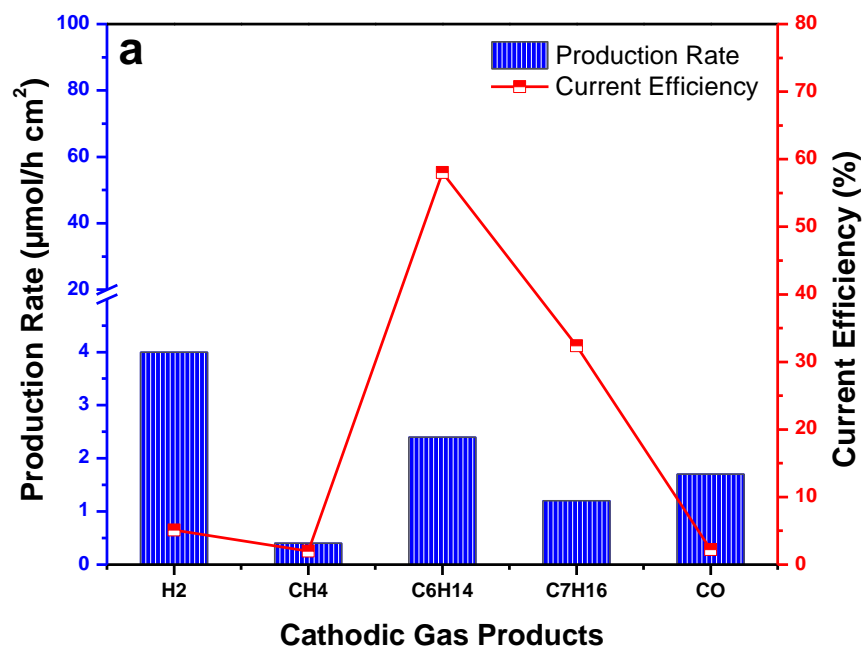 a
Production Rate
Current Efficiency
Production Rate (µmol/h cm²)
100
80
60
40
20
4
3
2
1
0
80
70
60
50
40
30
20
10
0
Current Efficiency (%)
H2 CH4 C6H14 C7H16 CO
Cathodic Gas Products